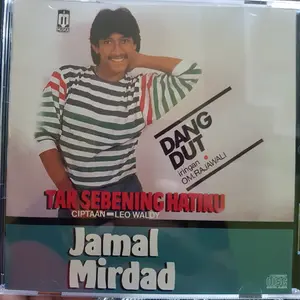 DANG
DUT
iringan
OM.RAJAWALI
TAK SEBENING HATIKU
CIPTAAN LEO WALDY
Jamal
Mirdad